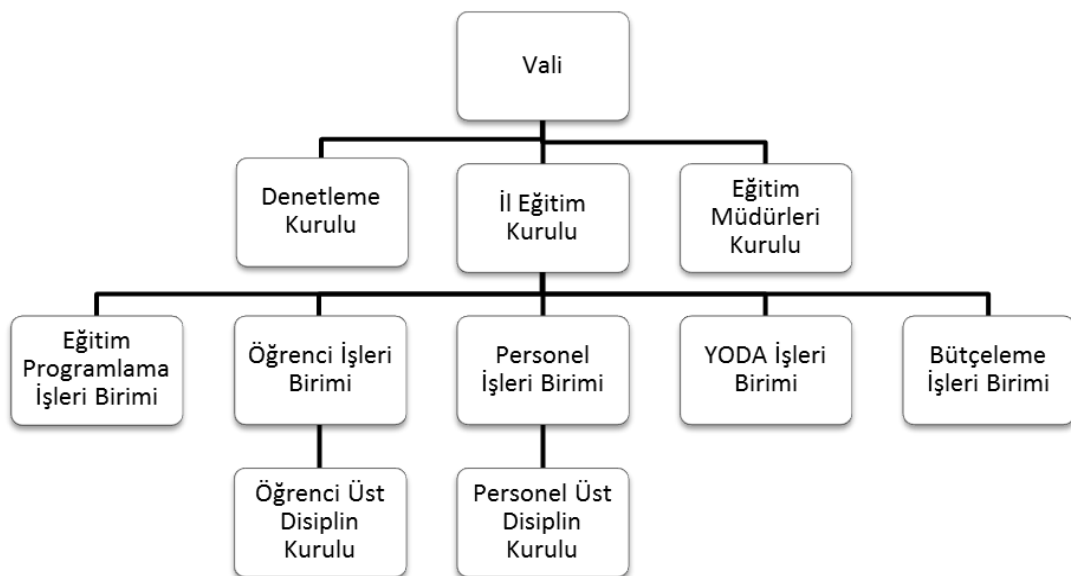 Vali
Denetleme
Kurulu
İl Eğitim
Kurulu
Eğitim
Müdürleri
Kurulu
Eğitim
Programlama
İşleri Birimi
Öğrenci İşleri
Birimi
Personel
İşleri Birimi
YODA İşleri
Birimi
Bütçeleme
İşleri Birimi
Öğrenci Üst
Disiplin
Kurulu
Personel Üst
Disiplin
Kurulu